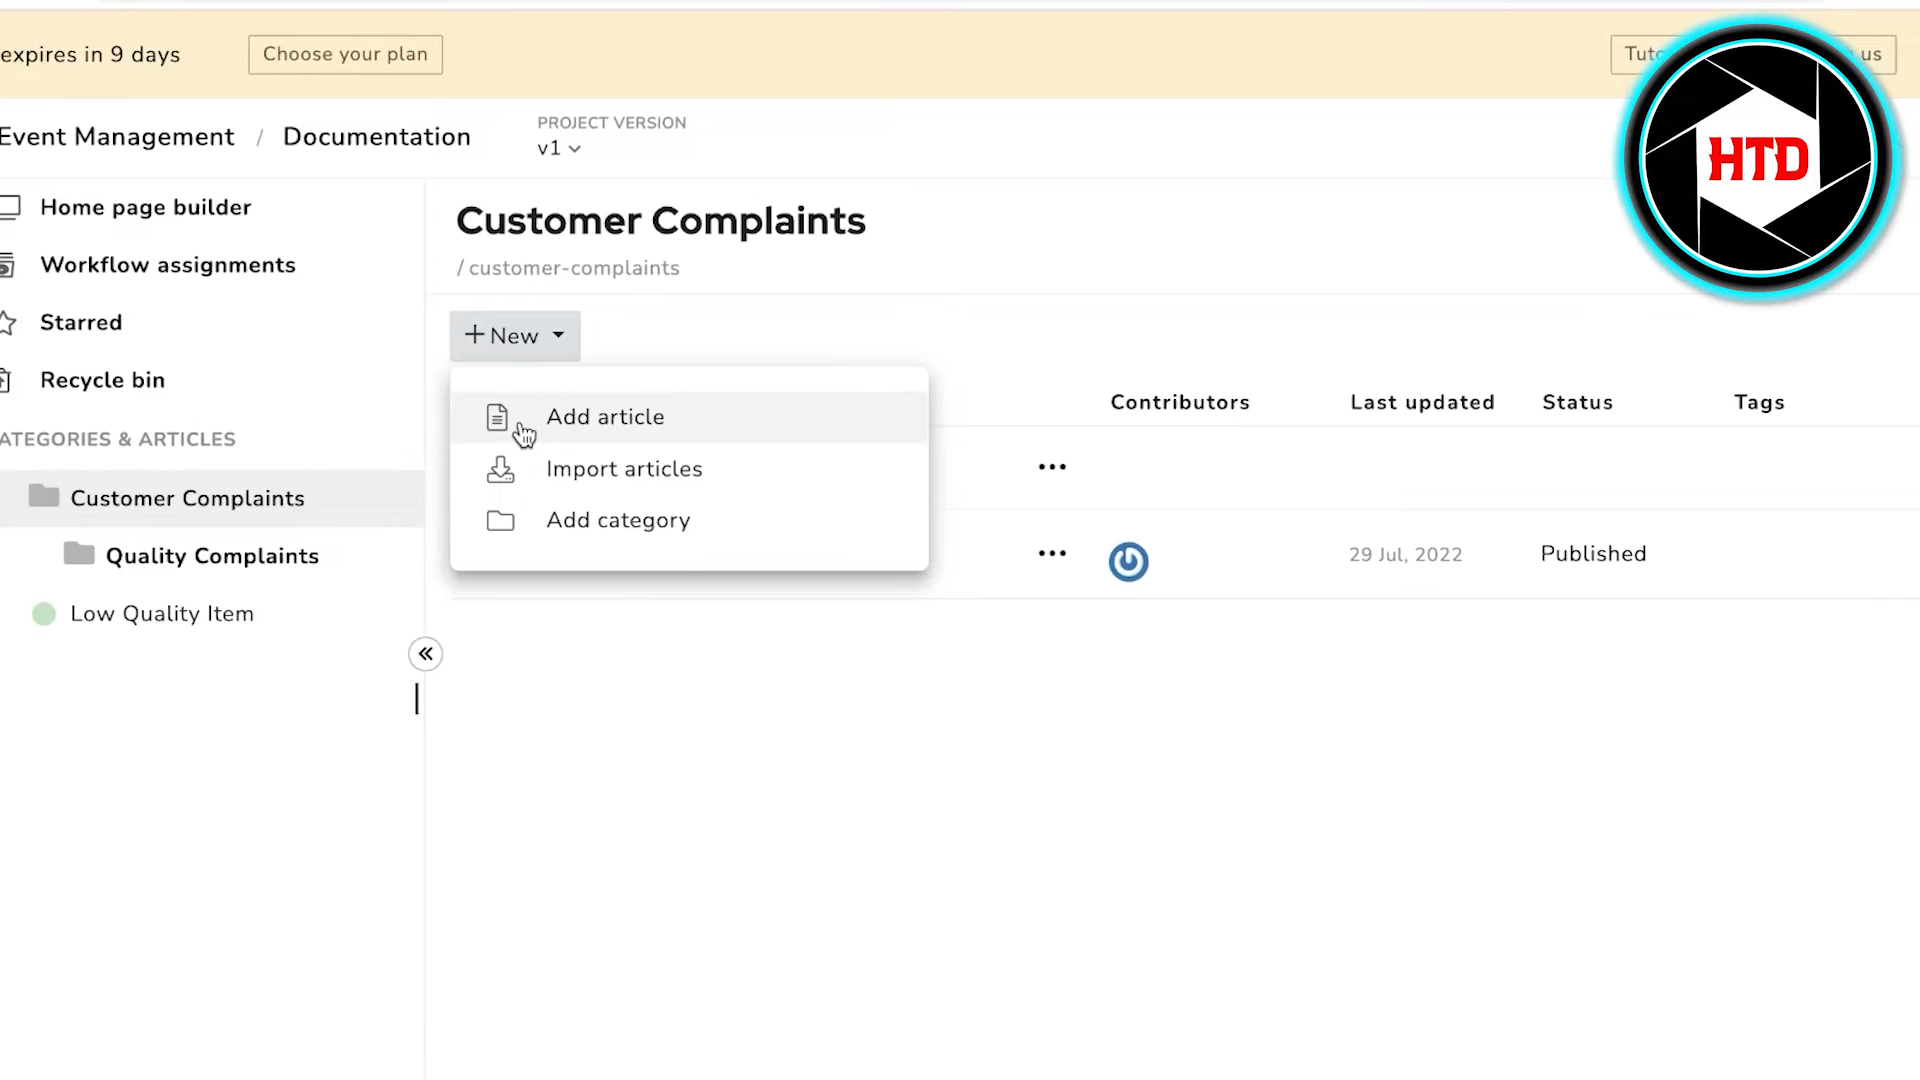 expires in 9 days
Choose your plan
us
HTD
Event Management / Documentation
PROJECT VERSION
v1
Home page builder
Workflow assignments
Starred
Recycle bin
ATEGORIES & ARTICLES
Customer Complaints
Quality Complaints
Low Quality Item
Customer Complaints
/ customer-complaints
+ New
Add article
Import articles
Add category
Contributors Last updated Status Tags
...
... 29 Jul, 2022 Published